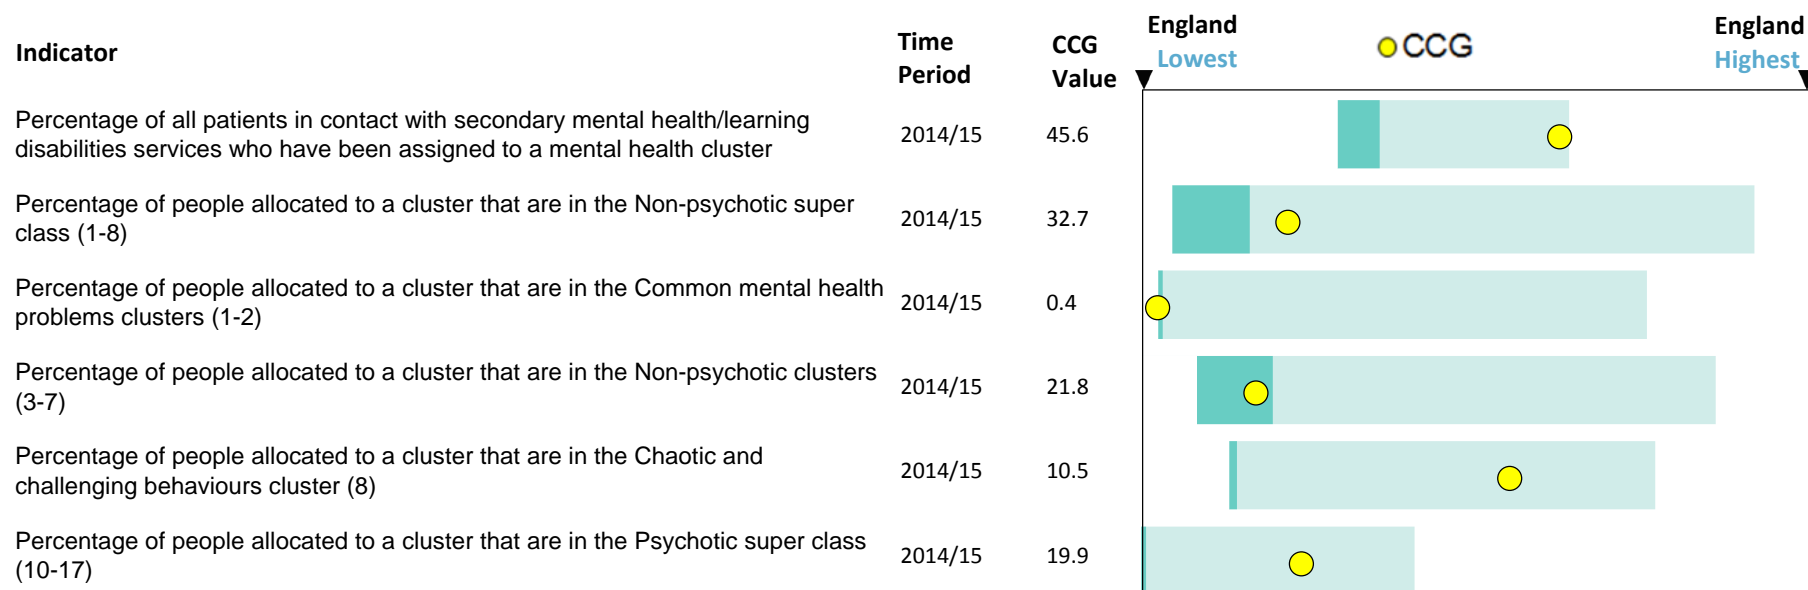 Indicator
Time
Period
CCG
Value
England
Lowest
CCG
England
Highest
Percentage of all patients in contact with secondary mental health/learning
disabilities services who have been assigned to a mental health cluster
2014/15
45.6
Percentage of people allocated to a cluster that are in the Non-psychotic super
class (1-8)
2014/15
32.7
Percentage of people allocated to a cluster that are in the Common mental health
problems clusters (1-2)
2014/15
0.4
Percentage of people allocated to a cluster that are in the Non-psychotic clusters
(3-7)
2014/15
21.8
Percentage of people allocated to a cluster that are in the Chaotic and
challenging behaviours cluster (8)
2014/15
10.5
Percentage of people allocated to a cluster that are in the Psychotic super class
(10-17)
2014/15
19.9